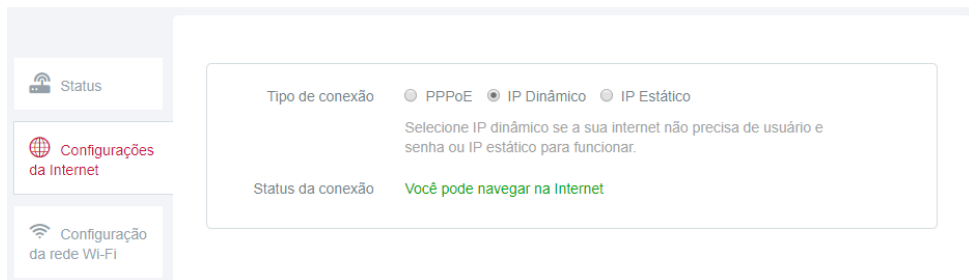 Status
Configurações
da Internet
Configuração
da rede Wi-Fi
Tipo de conexão PPPoE IP Dinâmico IP Estático
Selecione IP dinâmico se a sua internet não precisa de usuário e
senha ou IP estático para funcionar.
Status da conexão Você pode navegar na Internet